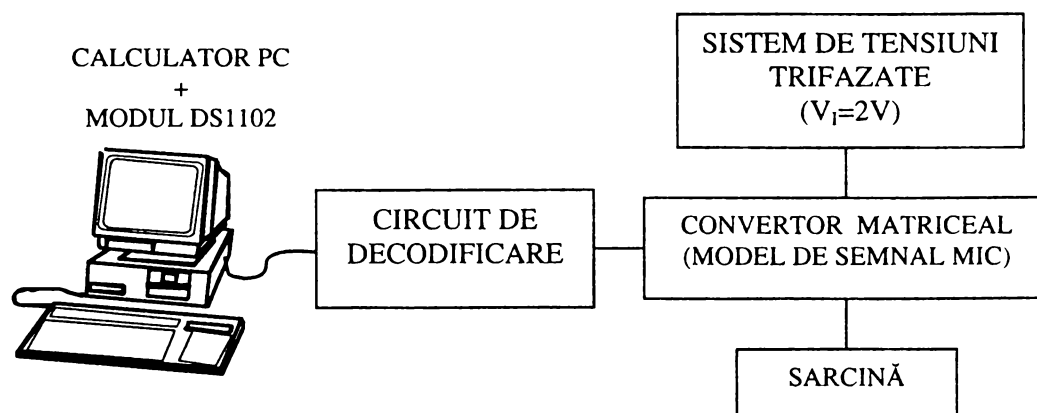 CALCULATOR PC
+
MODUL DS1102
CIRCUIT DE
DECODIFICARE
SISTEM DE TENSIUNI
TRIFAZATE
(V_I=2V)
CONVERTOR MATRICEAL
(MODEL DE SEMNAL MIC)
SARCINĂ